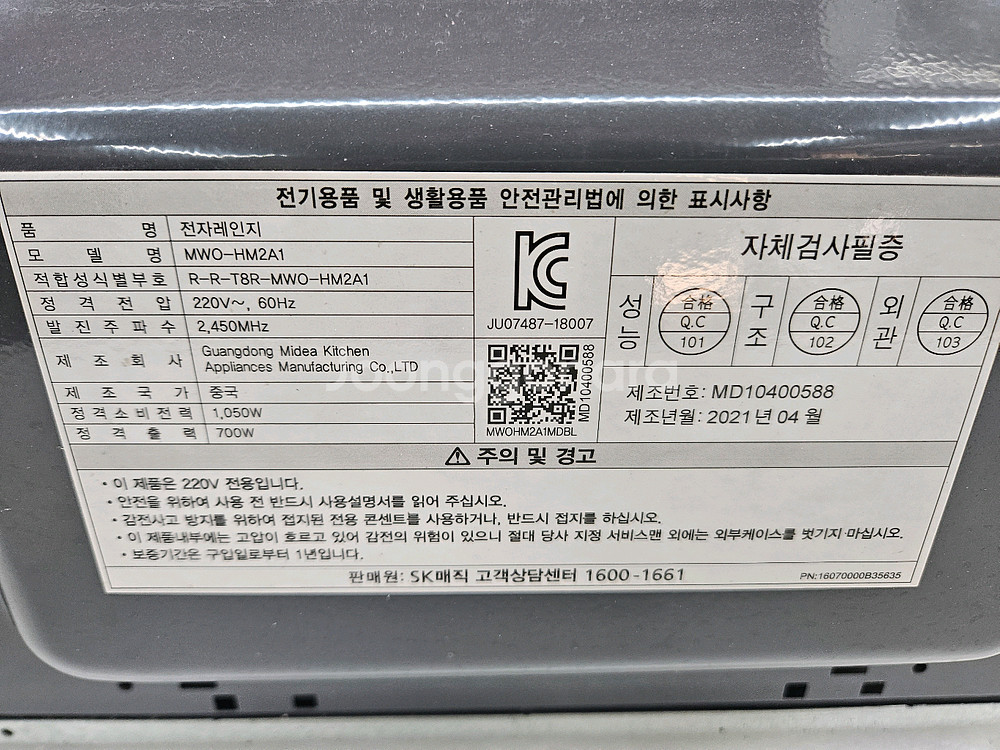 전기용품 및 생활용품 안전관리법에 의한 표시사항
품 명 전자레인지
모 델 명 MWO-HM2A1
적합성식별부호 R-R-T8R-MWO-HM2A1
정 격 전 압 220V~, 60Hz
발 진 주 파 수 2,450MHz
제 조 회 사 Guangdong Midea Kitchen
Appliances Manufacturing Co.,LTD
제 조 국 가 중국
정격소비전력 1,050W
정 격 출 력 700W
JU07487-18007
MD10400588
MWOHM2A1MDBL
자체검사필증
성능 合格 Q.C 101
구조 合格 Q.C 102
외관 合格 Q.C 103
제조번호: MD10400588
제조년월: 2021년 04 월
주의 및 경고
• 이 제품은 220V 전용입니다.
• 안전을 위하여 사용 전 반드시 사용설명서를 읽어 주십시오.
• 감전사고 방지를 위하여 접지된 전용 콘센트를 사용하거나, 반드시 접지를 하십시오.
• 이 제품내부에는 고압이 흐르고 있어 감전의 위험이 있으니 절대 당사 지정 서비스맨 외에는 외부케이스를 벗기지 마십시오.
• 보증기간은 구입일로부터 1년입니다.
판매원: SK매직 고객상담센터 1600-1661
PN:16070000B35635